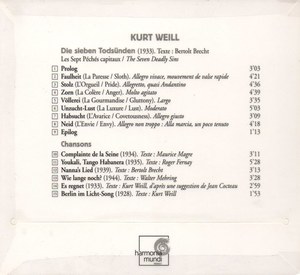 KURT WEILL
Die sieben Todsünden (1933). Texte : Bertolt Brecht
Les Sept Péchés capitaux / The Seven Deadly Sins
1 Prolog 3'03
2 Faulheit (La Paresse / Sloth). Allegro vivace, mouvement de valse rapide 4'21
3 Stolz (L'Orgueil / Pride). Allegretto, quasi Andantino 4'36
4 Zorn (La Colère / Anger). Molto agitato 4'39
5 Völlerei (La Gourmandise / Gluttony). Largo 3'35
6 Unzucht-Lust (La Luxure / Lust). Moderato 5'03
7 Habsucht (L'Avarice / Covetousness). Allegro giusto 3'09
8 Neid (L'Envie / Envy). Allegro non troppo : Alla marcia, un poco tenuto 4'18
9 Epilog 1'13
Chansons
10 Complainte de la Seine (1934). Texte : Maurice Magre 3'11
11 Youkali, Tango Habanera (1935). Texte : Roger Fernay 5'28
12 Nanna's Lied (1939). Texte : Bertolt Brecht 3'13
13 Wie lange noch? (1944). Texte : Walter Mehring 3'28
14 Es regnet (1933). Texte : Kurt Weill, d'après une suggestion de Jean Cocteau 2'59
15 Berlin im Licht-Song (1928). Texte : Kurt Weill 1'53
harmonia
mundi